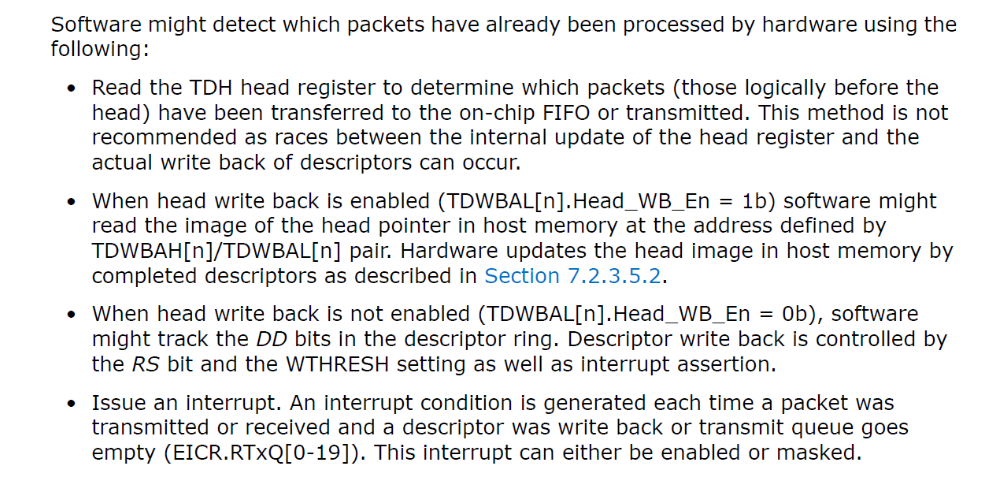 Software might detect which packets have already been processed by hardware using the
following:
• Read the TDH head register to determine which packets (those logically before the
head) have been transferred to the on-chip FIFO or transmitted. This method is not
recommended as races between the internal update of the head register and the
actual write back of descriptors can occur.
• When head write back is enabled (TDWBAL[n].Head_WB_En = 1b) software might
read the image of the head pointer in host memory at the address defined by
TDWBAH[n]/TDWBAL[n] pair. Hardware updates the head image in host memory by
completed descriptors as described in Section 7.2.3.5.2.
• When head write back is not enabled (TDWBAL[n].Head_WB_En = 0b), software
might track the DD bits in the descriptor ring. Descriptor write back is controlled by
the RS bit and the WTHRESH setting as well as interrupt assertion.
• Issue an interrupt. An interrupt condition is generated each time a packet was
transmitted or received and a descriptor was write back or transmit queue goes
empty (EICR.RTxQ[0-19]). This interrupt can either be enabled or masked.